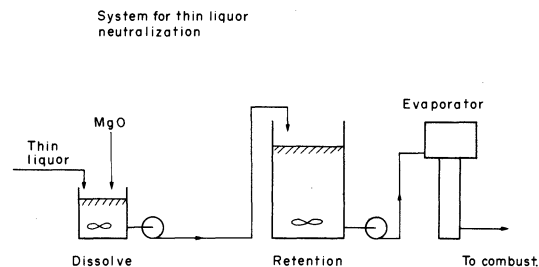 System for thin liquor
neutralization
Evaporator
MgO
Thin
liquor
Dissolve
Retention
To combust.